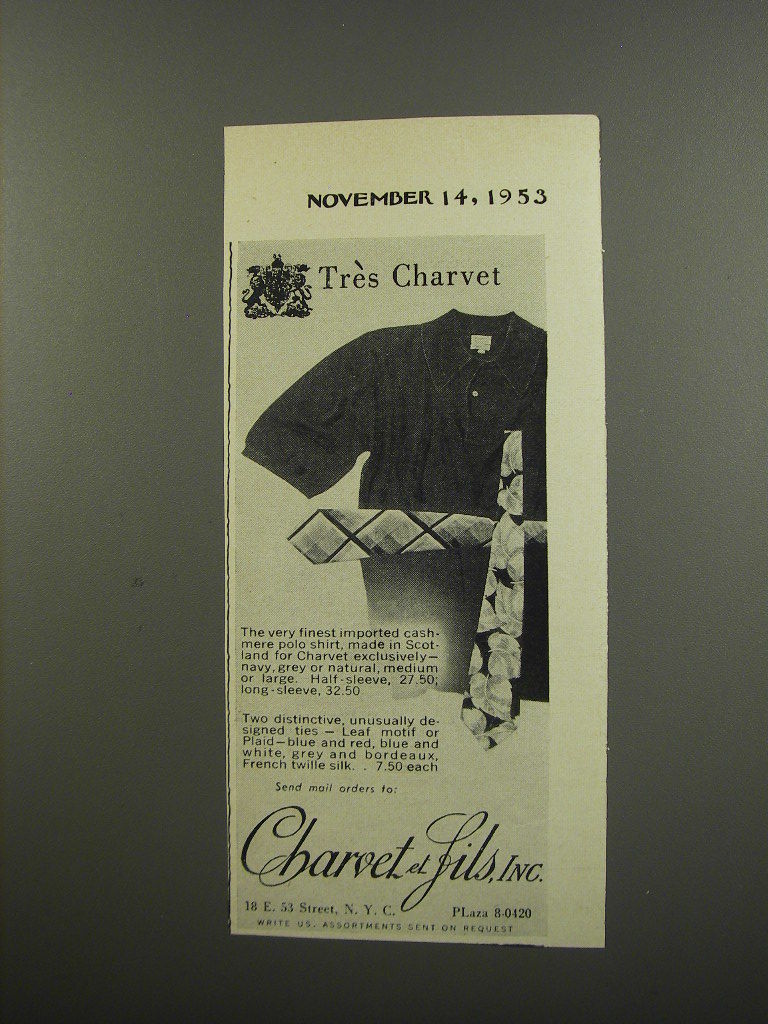 NOVEMBER 14, 1953
Très Charvet
The very finest imported cash-
mere polo shirt, made in Scot-
land for Charvet exclusively—
navy, grey or natural, medium
or large. Half-sleeve, 27.50;
long-sleeve, 32.50
Two distinctive, unusually de-
signed ties — Leaf motif or
Plaid—blue and red, blue and
white, grey and bordeaux,
French twille silk. . 7.50 each
Send mail orders to:
Charvet et Fils, INC.
18 E. 53 Street, N. Y. C. PLaza 8-0420
WRITE US. ASSORTMENTS SENT ON REQUEST